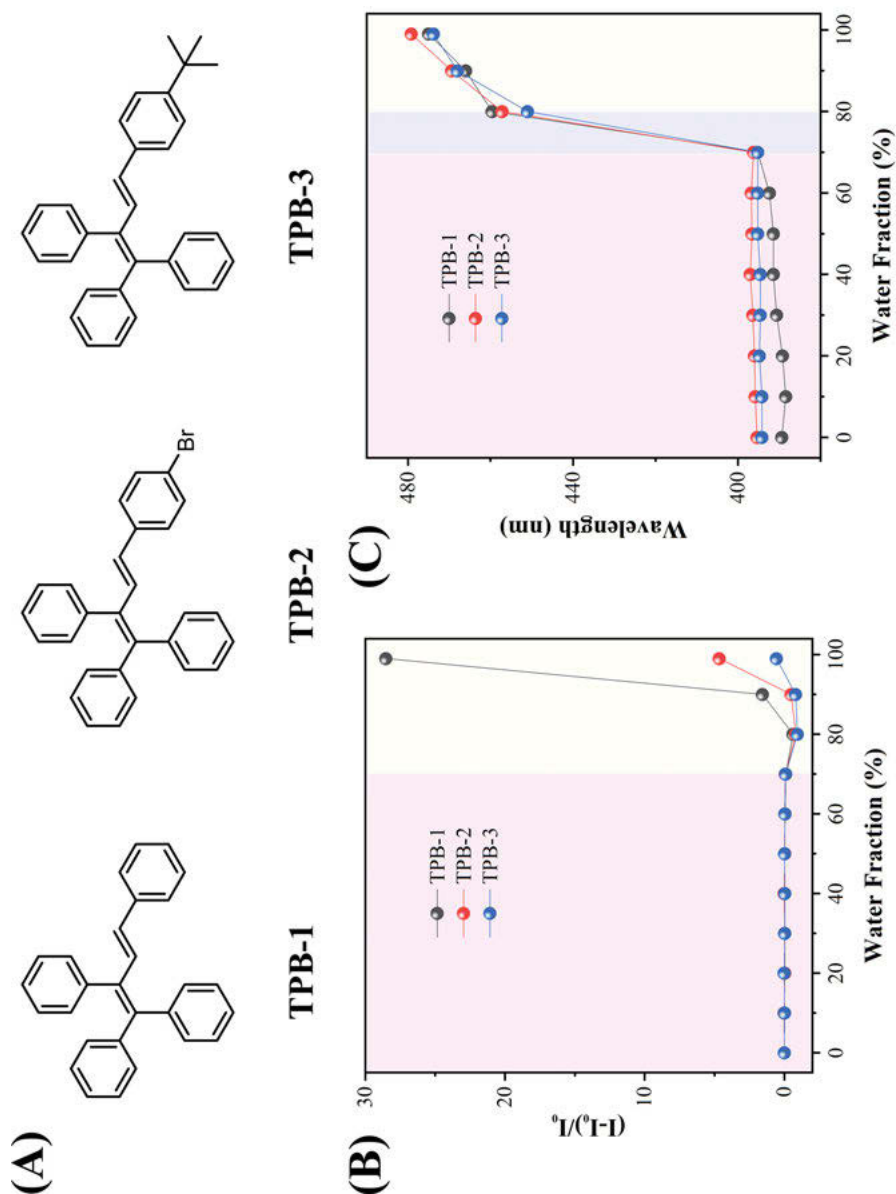 (A)
Br
TPB-1
TPB-2
TPB-3
(B)
30
20
10
0
(I-I₀)/I₀
TPB-1
TPB-2
TPB-3
0
20
40
60
80
100
Water Fraction (%)
(C)
480
440
400
Wavelength (nm)
TPB-1
TPB-2
TPB-3
0
20
40
60
80
100
Water Fraction (%)